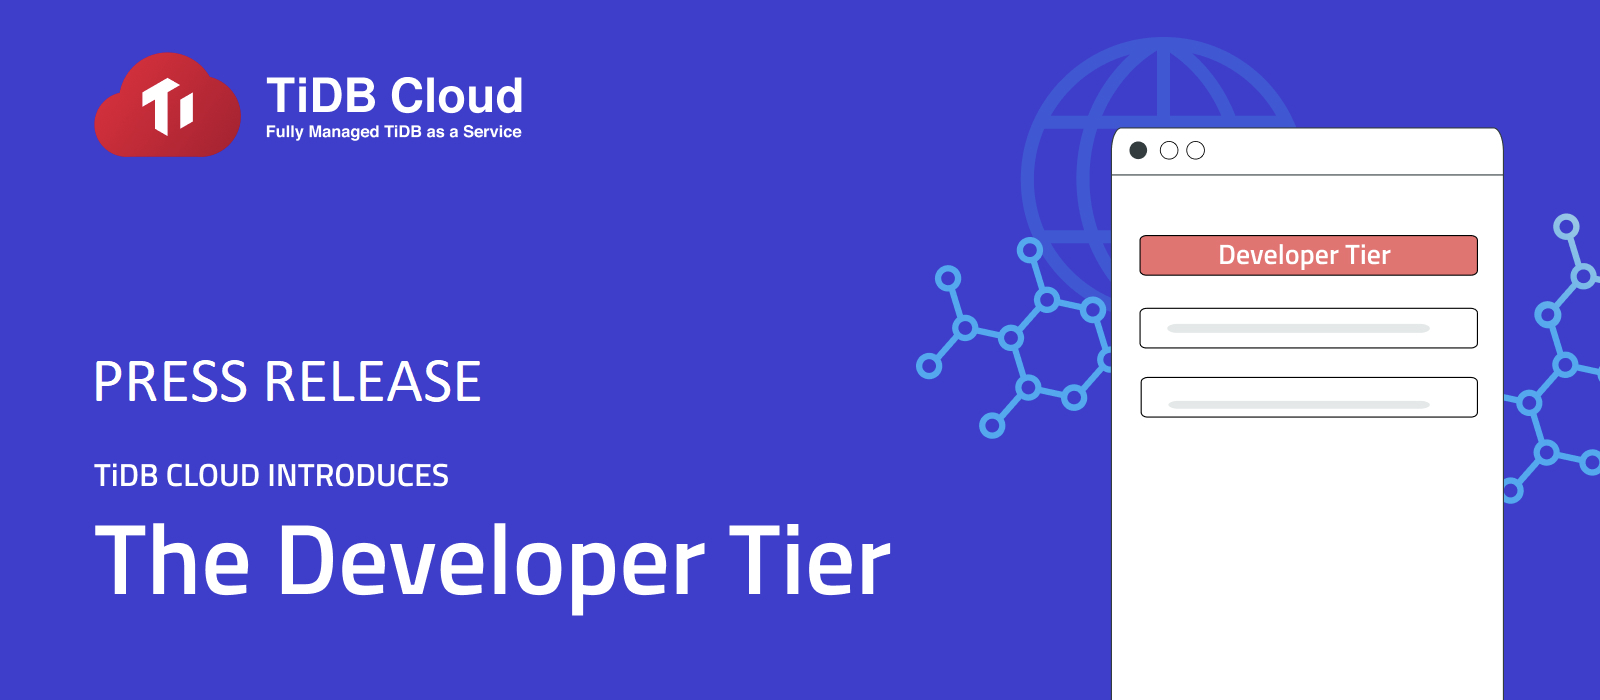 TiDB Cloud
Fully Managed TiDB as a Service
Developer Tier
PRESS RELEASE
TiDB CLOUD INTRODUCES
The Developer Tier